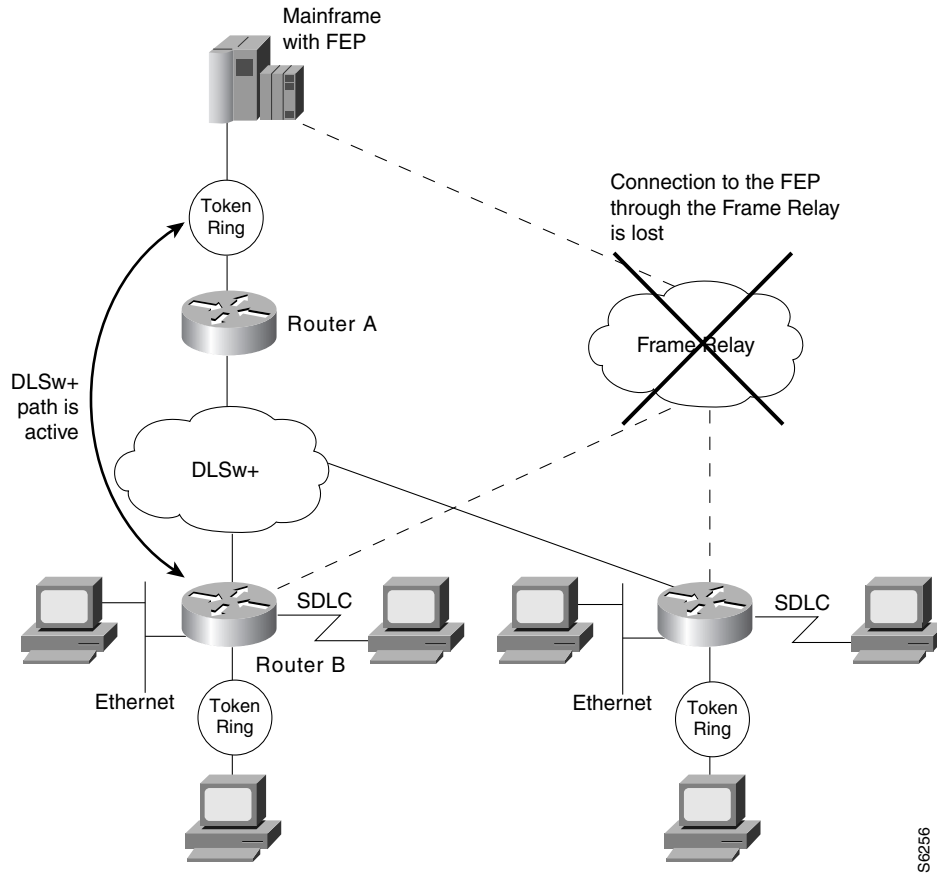 Mainframe
with FEP
Connection to the FEP
through the Frame Relay
is lost
Token
Ring
Router A
Frame Relay
DLSw+
path is
active
DLSw+
SDLC
SDLC
Router B
Ethernet
Ethernet
Token
Ring
Token
Ring
S6256